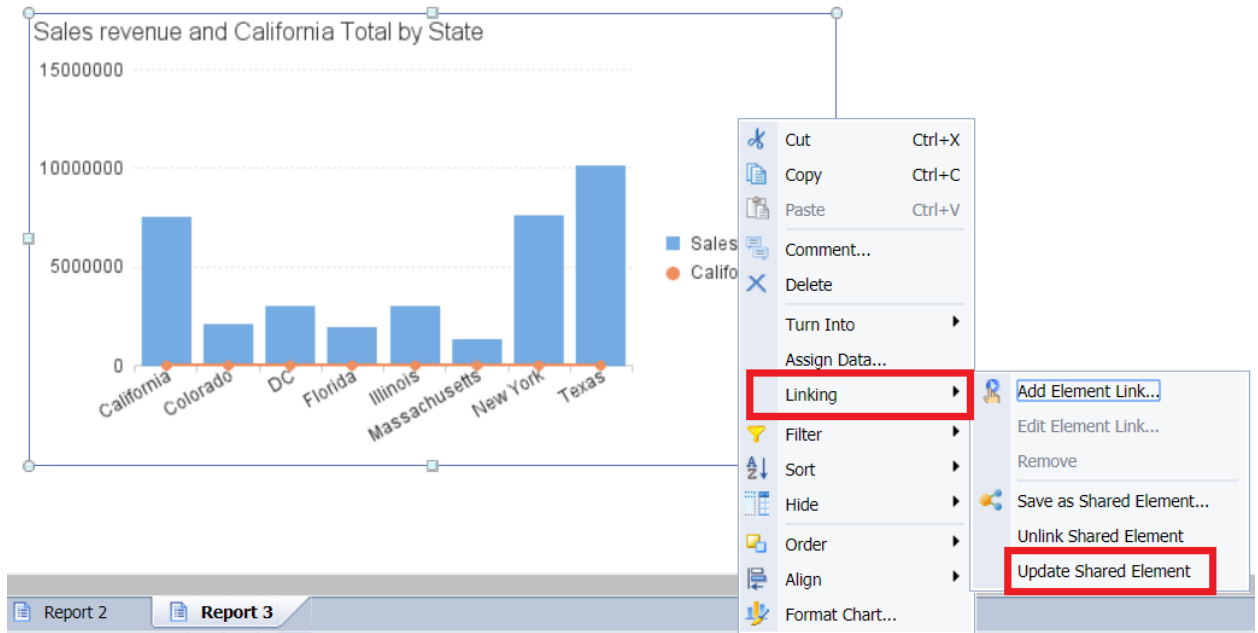 Sales revenue and California Total by State
15000000
10000000
5000000
0
California
Colorado
DC
Florida
Illinois
Massachusetts
New York
Texas
Sales
Califo
Cut Ctrl+X
Copy Ctrl+C
Paste Ctrl+V
Comment...
Delete
Turn Into
Assign Data...
Linking
Filter
Sort
Hide
Order
Align
Format Chart...
Add Element Link...
Edit Element Link...
Remove
Save as Shared Element...
Unlink Shared Element
Update Shared Element
Report 2
Report 3